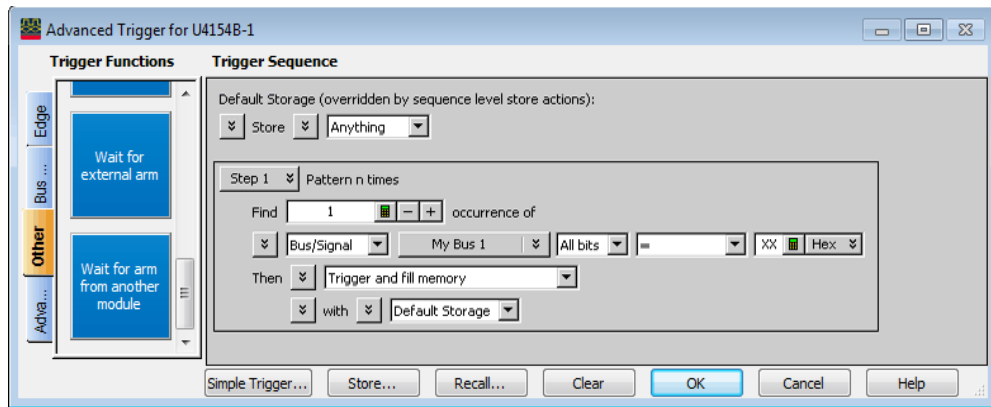 Advanced Trigger for U4154B-1
Trigger Functions
Trigger Sequence
Edge
Bus ...
Other
Adva...
Wait for
external arm
Wait for arm
from another
module
Default Storage (overridden by sequence level store actions):
Store Anything
Step 1 Pattern n times
Find 1 - + occurrence of
Bus/Signal My Bus 1 All bits = XX Hex
Then Trigger and fill memory
with Default Storage
Simple Trigger... Store... Recall... Clear OK Cancel Help